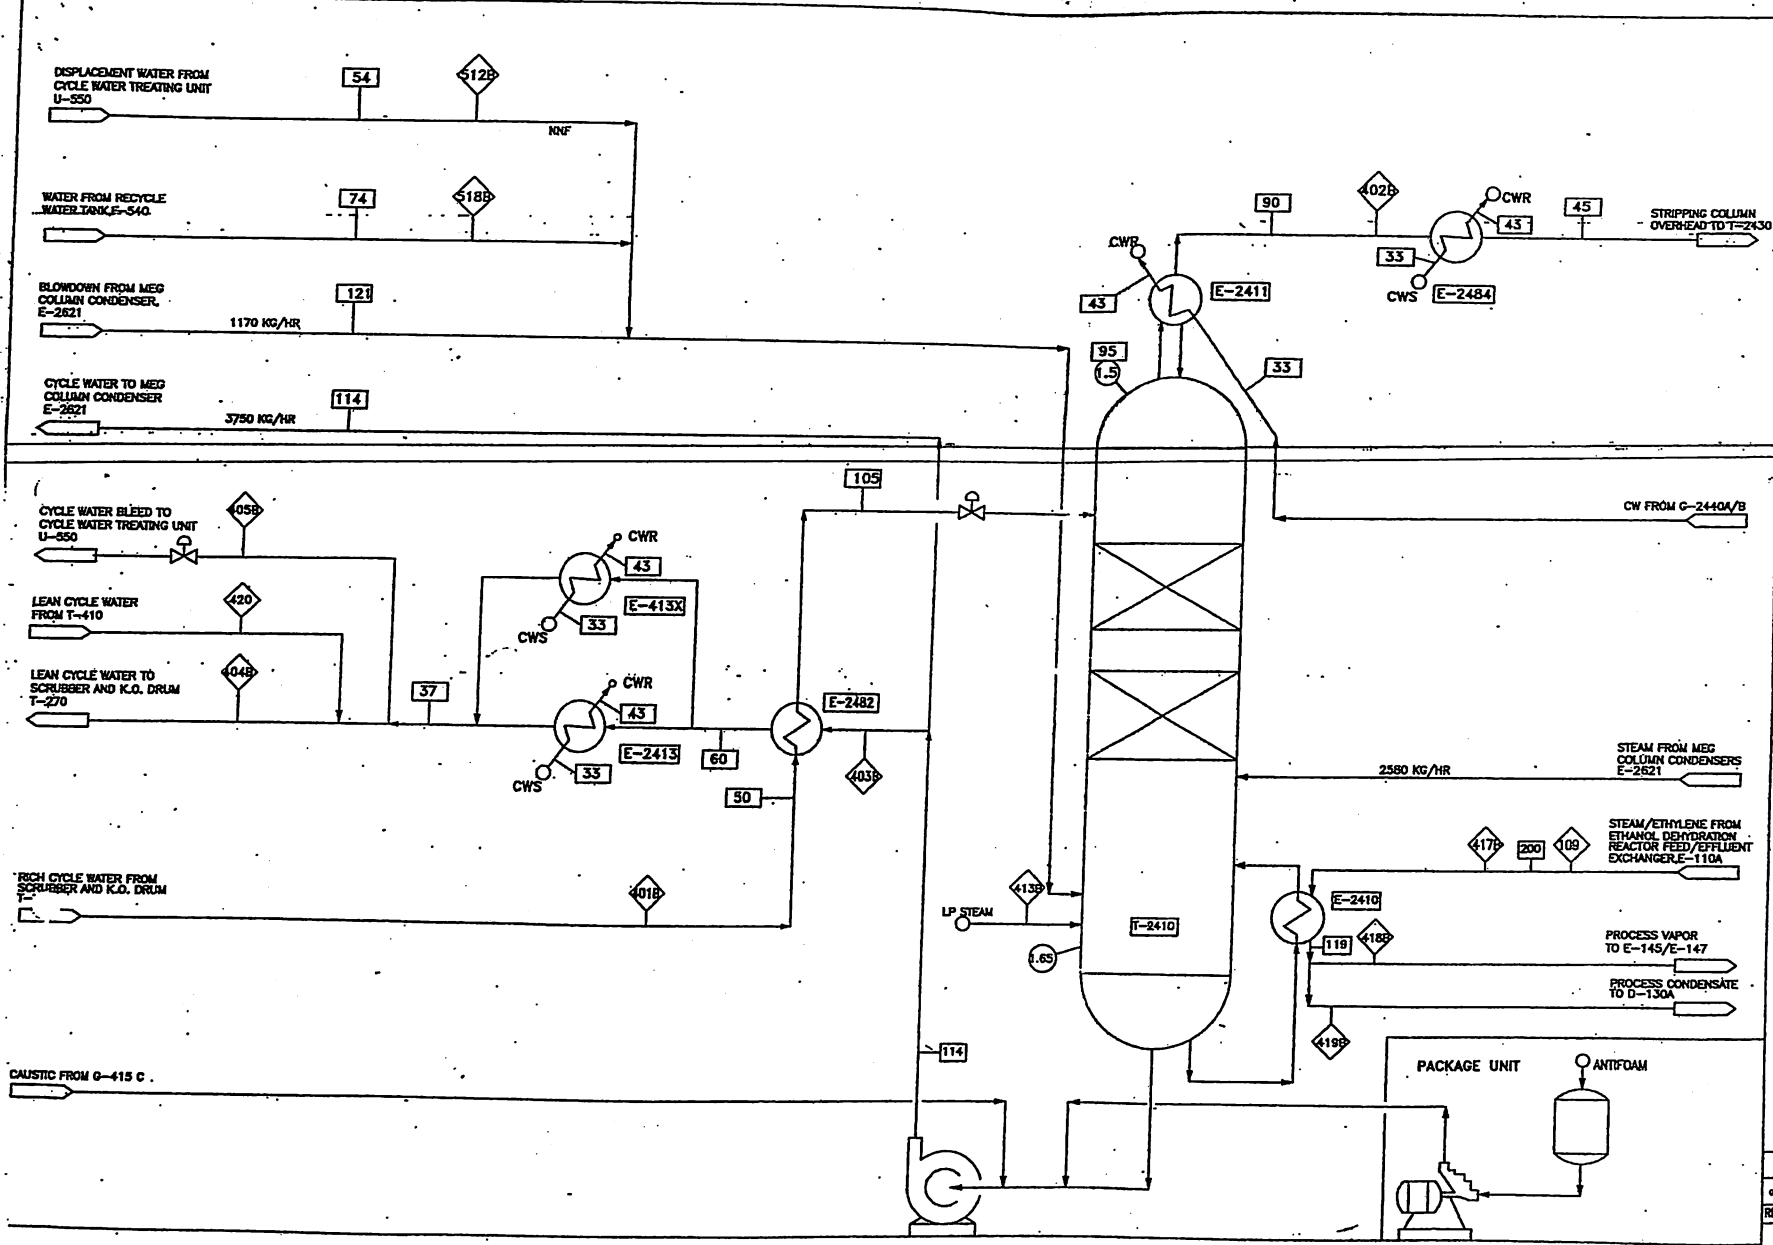 DISPLACEMENT WATER FROM
CYCLE WATER TREATING UNIT
U-550
54
512B
NNF
WATER FROM RECYCLE
WATER TANK,F-540
74
518B
BLOWDOWN FROM MEG
COLUMN CONDENSER,
E-2621
1170 KG/HR
121
CYCLE WATER TO MEG
COLUMN CONDENSER
E-2621
3750 KG/HR
114
CWR
43
E-2411
90
402B
CWR
43
33
CWS
E-2484
45
STRIPPING COLUMN
OVERHEAD TO T-2430
95
1.5
33
CYCLE WATER BLEED TO
CYCLE WATER TREATING UNIT
U-550
405B
105
CW FROM G-2440A/B
CWR
43
E-413X
33
CWS
LEAN CYCLE WATER
FROM T-410
420
LEAN CYCLE WATER TO
SCRUBBER AND K.O. DRUM
T-270
404B
37
CWR
43
E-2413
33
CWS
60
E-2482
403B
50
2580 KG/HR
STEAM FROM MEG
COLUMN CONDENSERS
E-2621
417B
200
109
STEAM/ETHYLENE FROM
ETHANOL DEHYDRATION
REACTOR FEED/EFFLUENT
EXCHANGER,E-110A
RICH CYCLE WATER FROM
SCRUBBER AND K.O. DRUM
T-
401B
LP STEAM
413B
T-2410
1.65
E-2410
119
418B
PROCESS VAPOR
TO E-145/E-147
PROCESS CONDENSATE
TO D-130A
419B
114
CAUSTIC FROM G-415 C
PACKAGE UNIT
ANTIFOAM